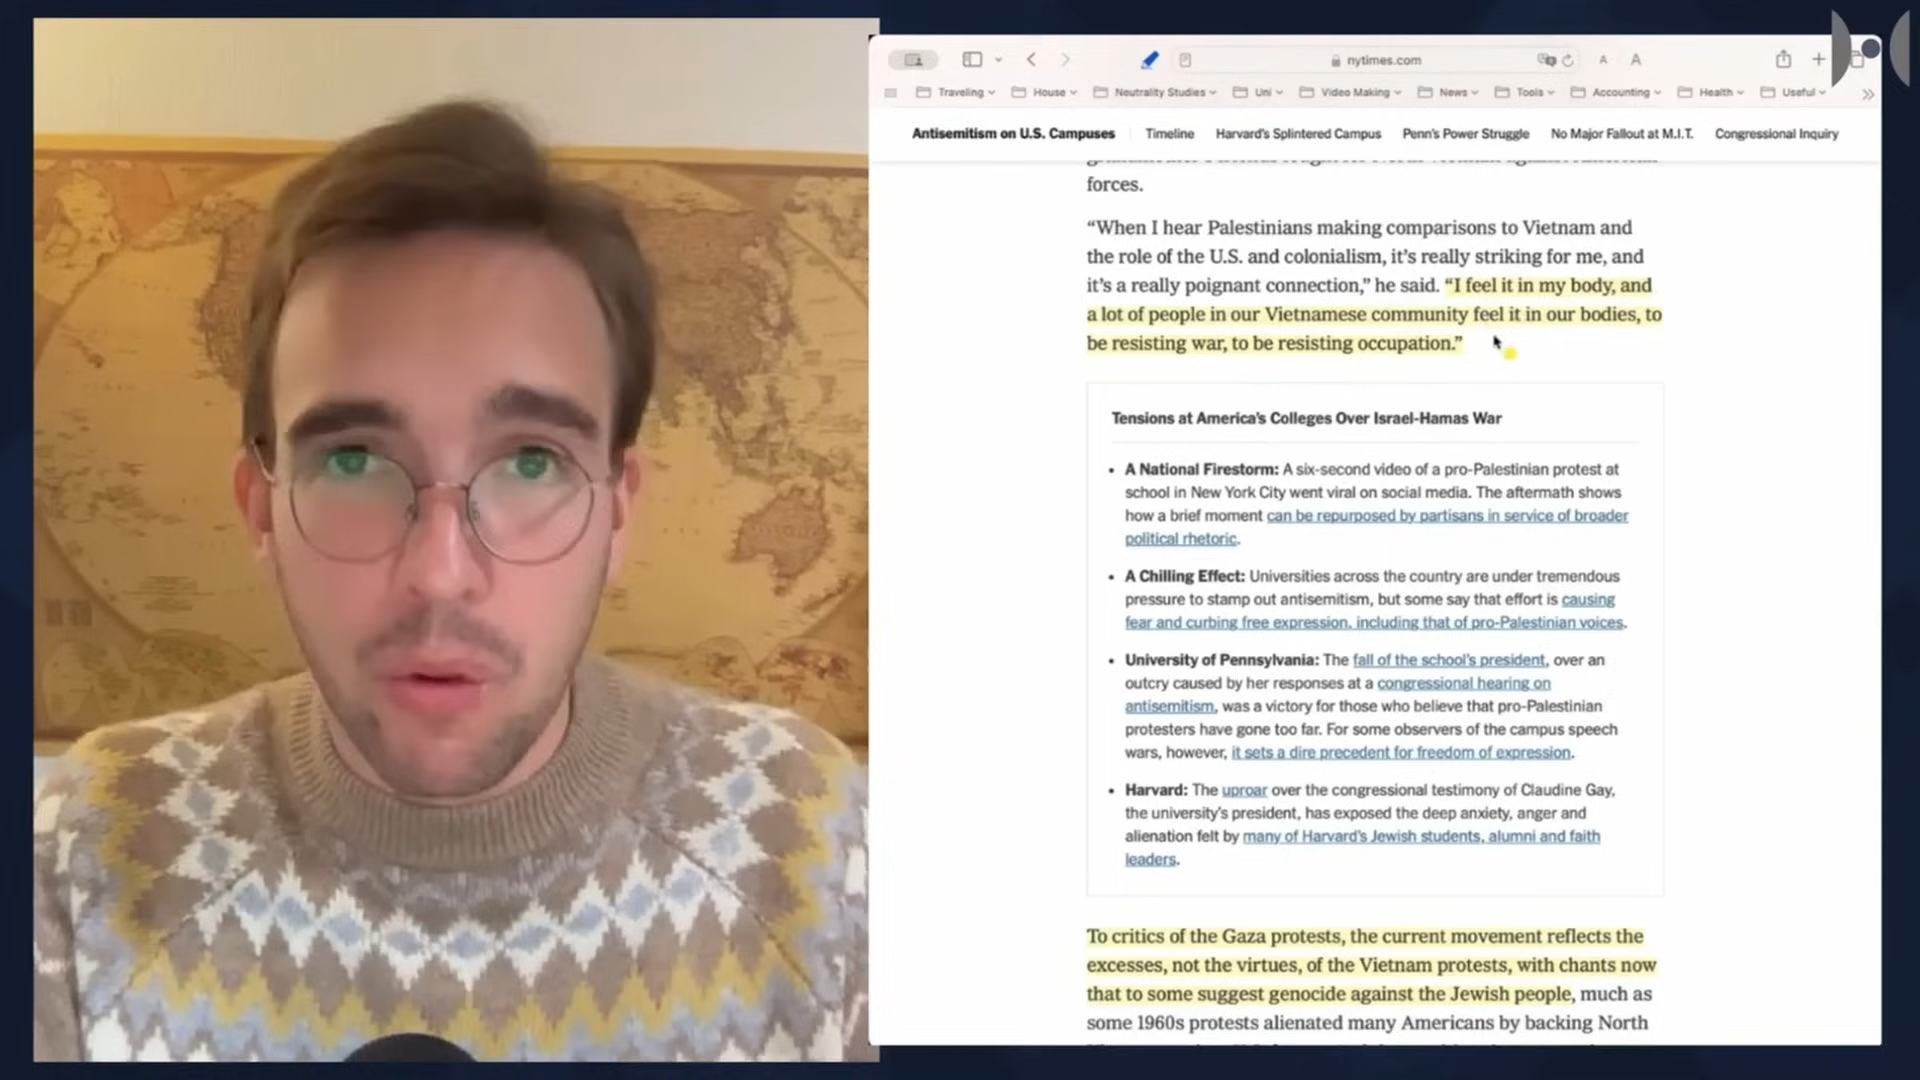 nytimes.com
A A
Traveling House Neutrality Studies Uni Video Making News Tools Accounting Health Useful
Antisemitism on U.S. Campuses Timeline Harvard's Splintered Campus Penn's Power Struggle No Major Fallout at M.I.T. Congressional Inquiry
forces.
“When I hear Palestinians making comparisons to Vietnam and
the role of the U.S. and colonialism, it’s really striking for me, and
it’s a really poignant connection,” he said. “I feel it in my body, and
a lot of people in our Vietnamese community feel it in our bodies, to
be resisting war, to be resisting occupation.”
Tensions at America’s Colleges Over Israel-Hamas War
• A National Firestorm: A six-second video of a pro-Palestinian protest at
school in New York City went viral on social media. The aftermath shows
how a brief moment can be repurposed by partisans in service of broader
political rhetoric.
• A Chilling Effect: Universities across the country are under tremendous
pressure to stamp out antisemitism, but some say that effort is causing
fear and curbing free expression, including that of pro-Palestinian voices.
• University of Pennsylvania: The fall of the school’s president, over an
outcry caused by her responses at a congressional hearing on
antisemitism, was a victory for those who believe that pro-Palestinian
protesters have gone too far. For some observers of the campus speech
wars, however, it sets a dire precedent for freedom of expression.
• Harvard: The uproar over the congressional testimony of Claudine Gay,
the university’s president, has exposed the deep anxiety, anger and
alienation felt by many of Harvard’s Jewish students, alumni and faith
leaders.
To critics of the Gaza protests, the current movement reflects the
excesses, not the virtues, of the Vietnam protests, with chants now
that to some suggest genocide against the Jewish people, much as
some 1960s protests alienated many Americans by backing North